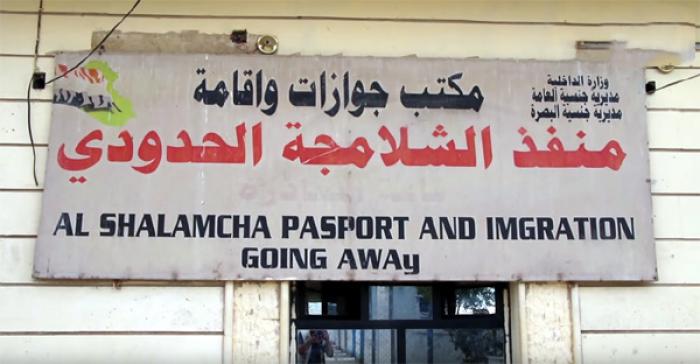 وزارة الداخلية
مديرية جنسية العامة
مديرية جنسية البصرة
مكتب جوازات واقامة
منفذ الشلامجة الحدودي
AL SHALAMCHA PASPORT AND IMGRATION
GOING AWAy